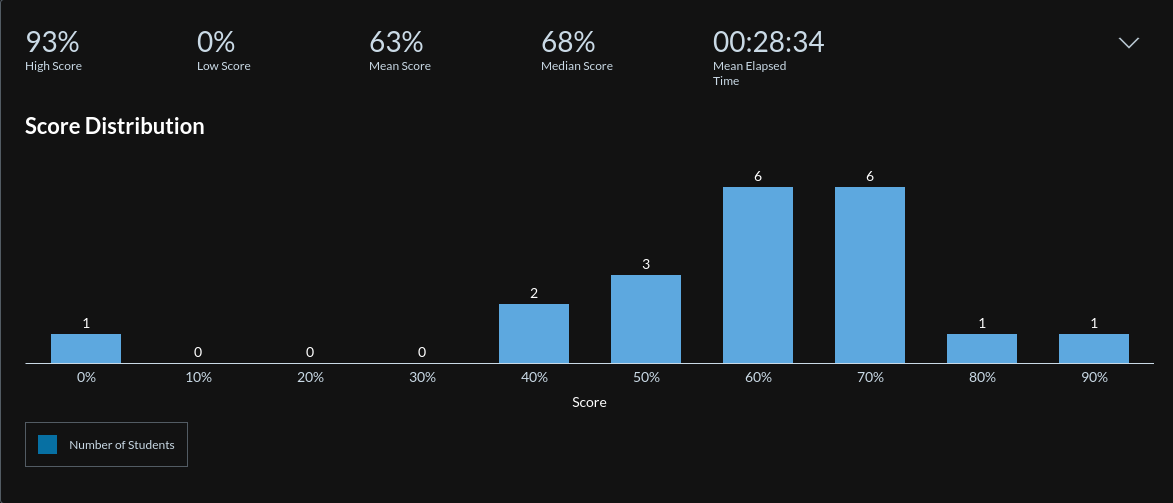 93%
0%
63%
68%
00:28:34
High Score
Low Score
Mean Score
Median Score
Mean Elapsed
Time
Score Distribution
1
0
0
0
2
3
6
6
1
1
0%
10%
20%
30%
40%
50%
60%
70%
80%
90%
Score
Number of Students